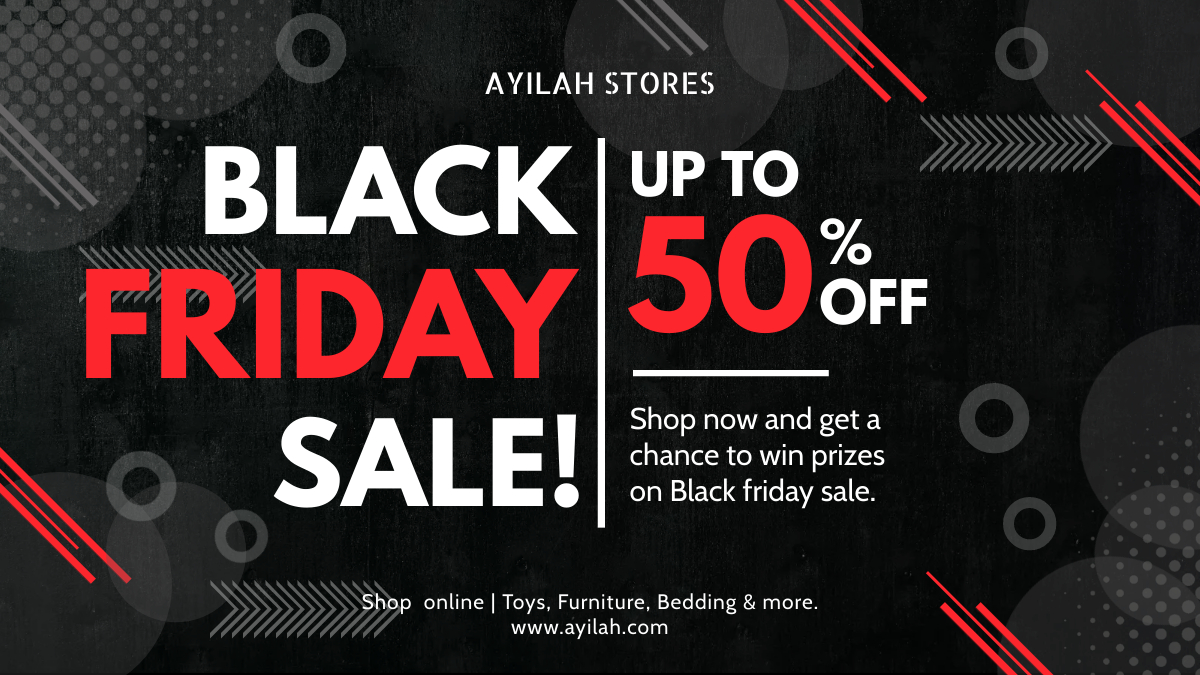 AYILAH STORES
BLACK
FRIDAY
SALE!
UP TO
50%
OFF
Shop now and get a
chance to win prizes
on Black friday sale.
Shop online | Toys, Furniture, Bedding & more.
www.ayilah.com